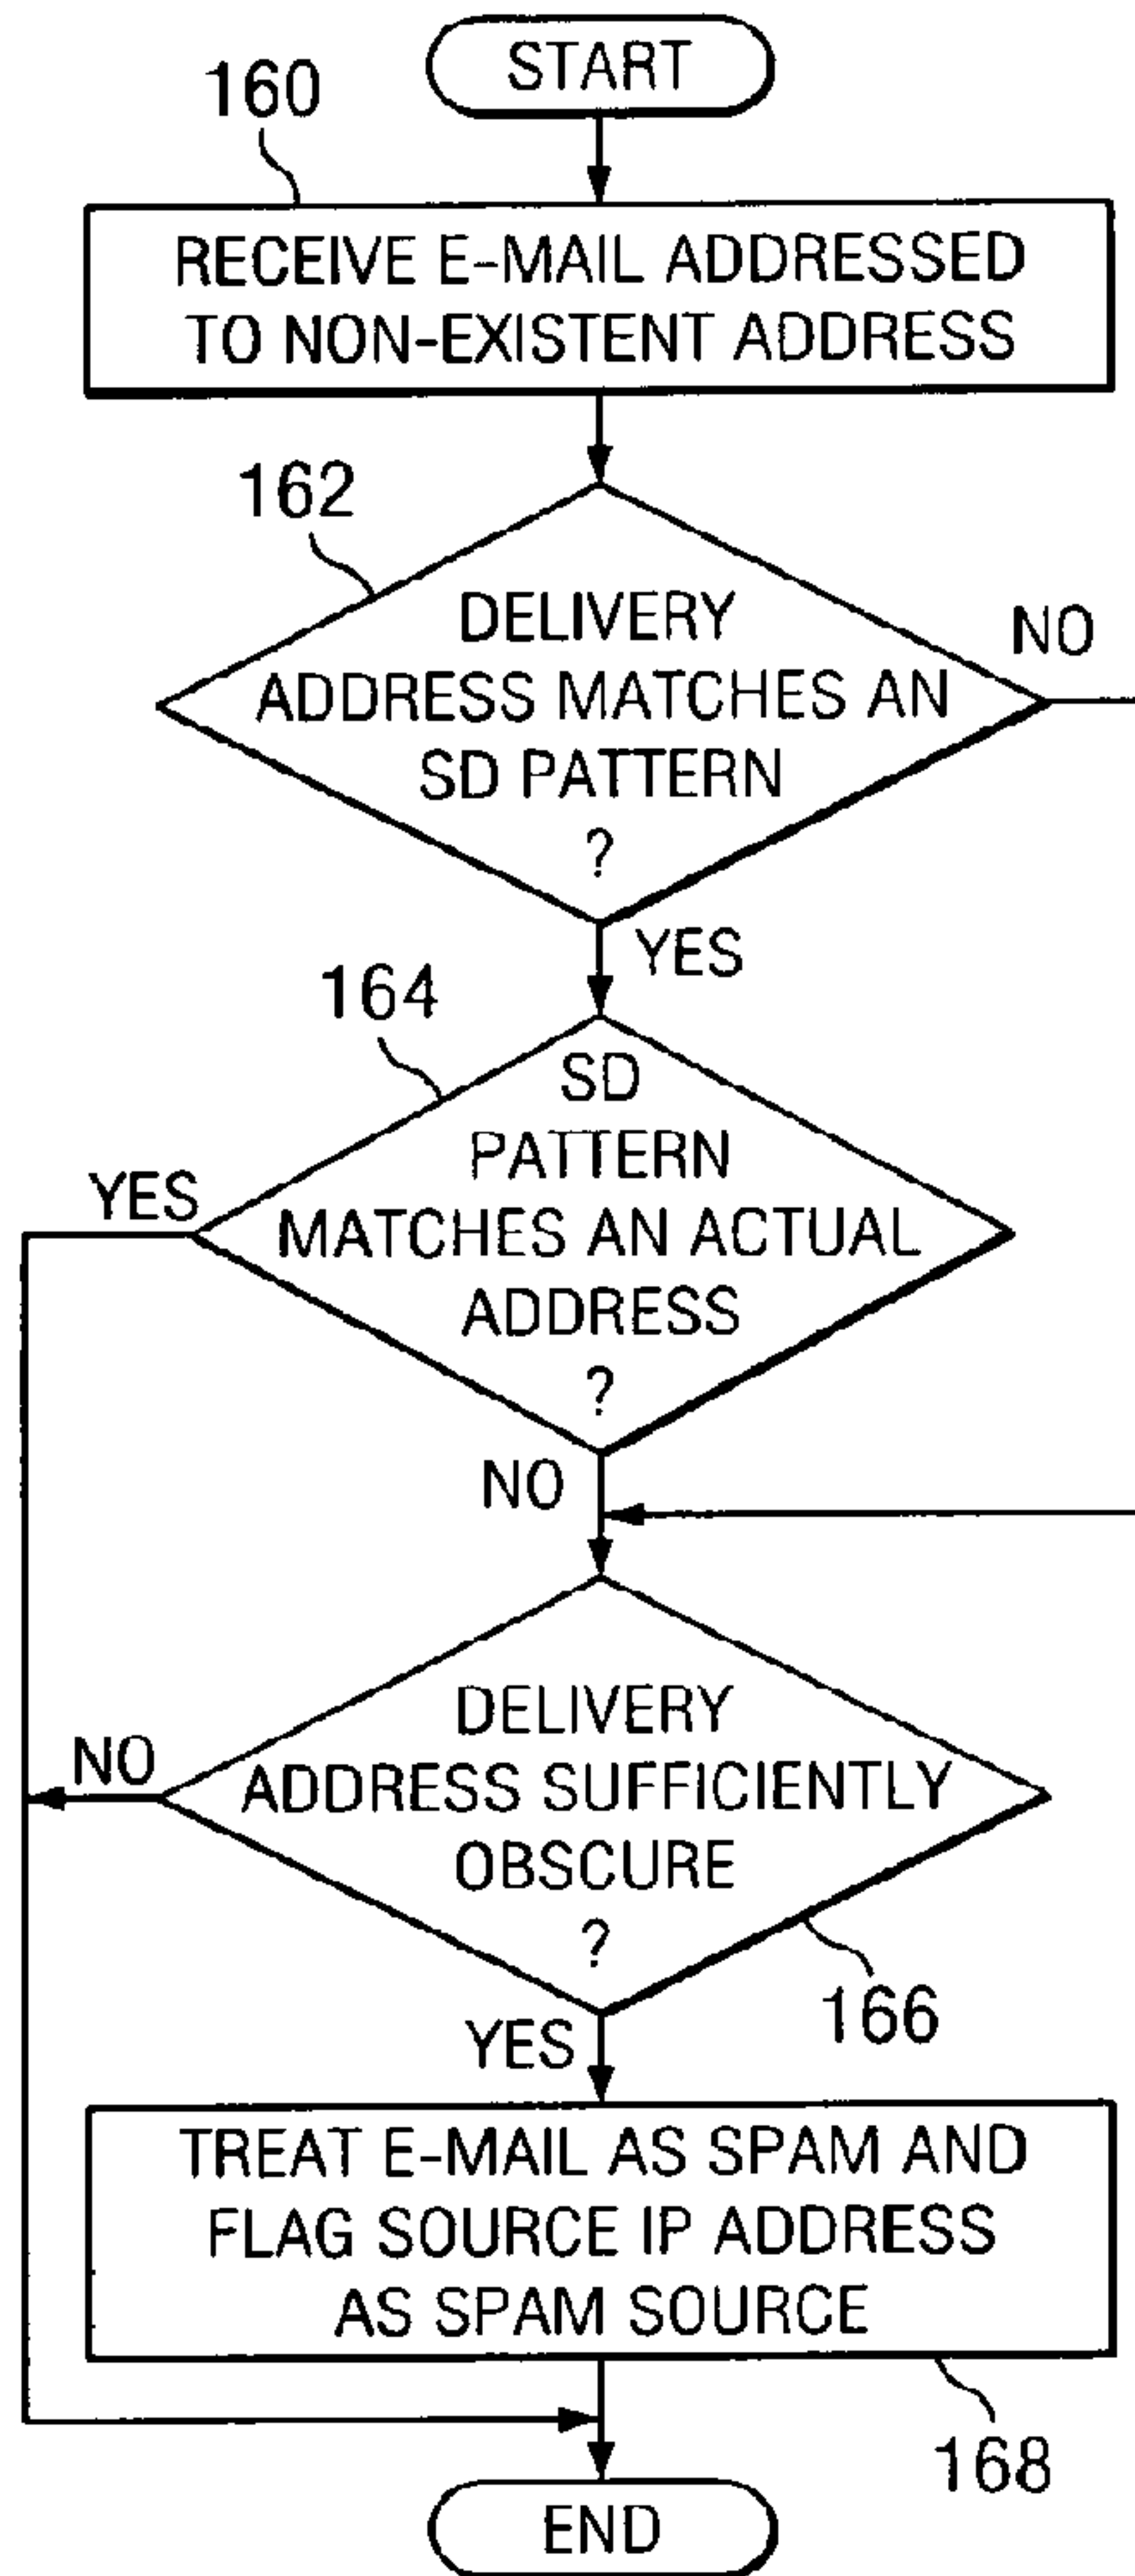 START
160
RECEIVE E-MAIL ADDRESSED
TO NON-EXISTENT ADDRESS
162
DELIVERY
ADDRESS MATCHES AN
SD PATTERN
?
NO
YES
164
SD
PATTERN
MATCHES AN ACTUAL
ADDRESS
?
YES
NO
DELIVERY
ADDRESS SUFFICIENTLY
OBSCURE
?
NO
166
YES
TREAT E-MAIL AS SPAM AND
FLAG SOURCE IP ADDRESS
AS SPAM SOURCE
168
END